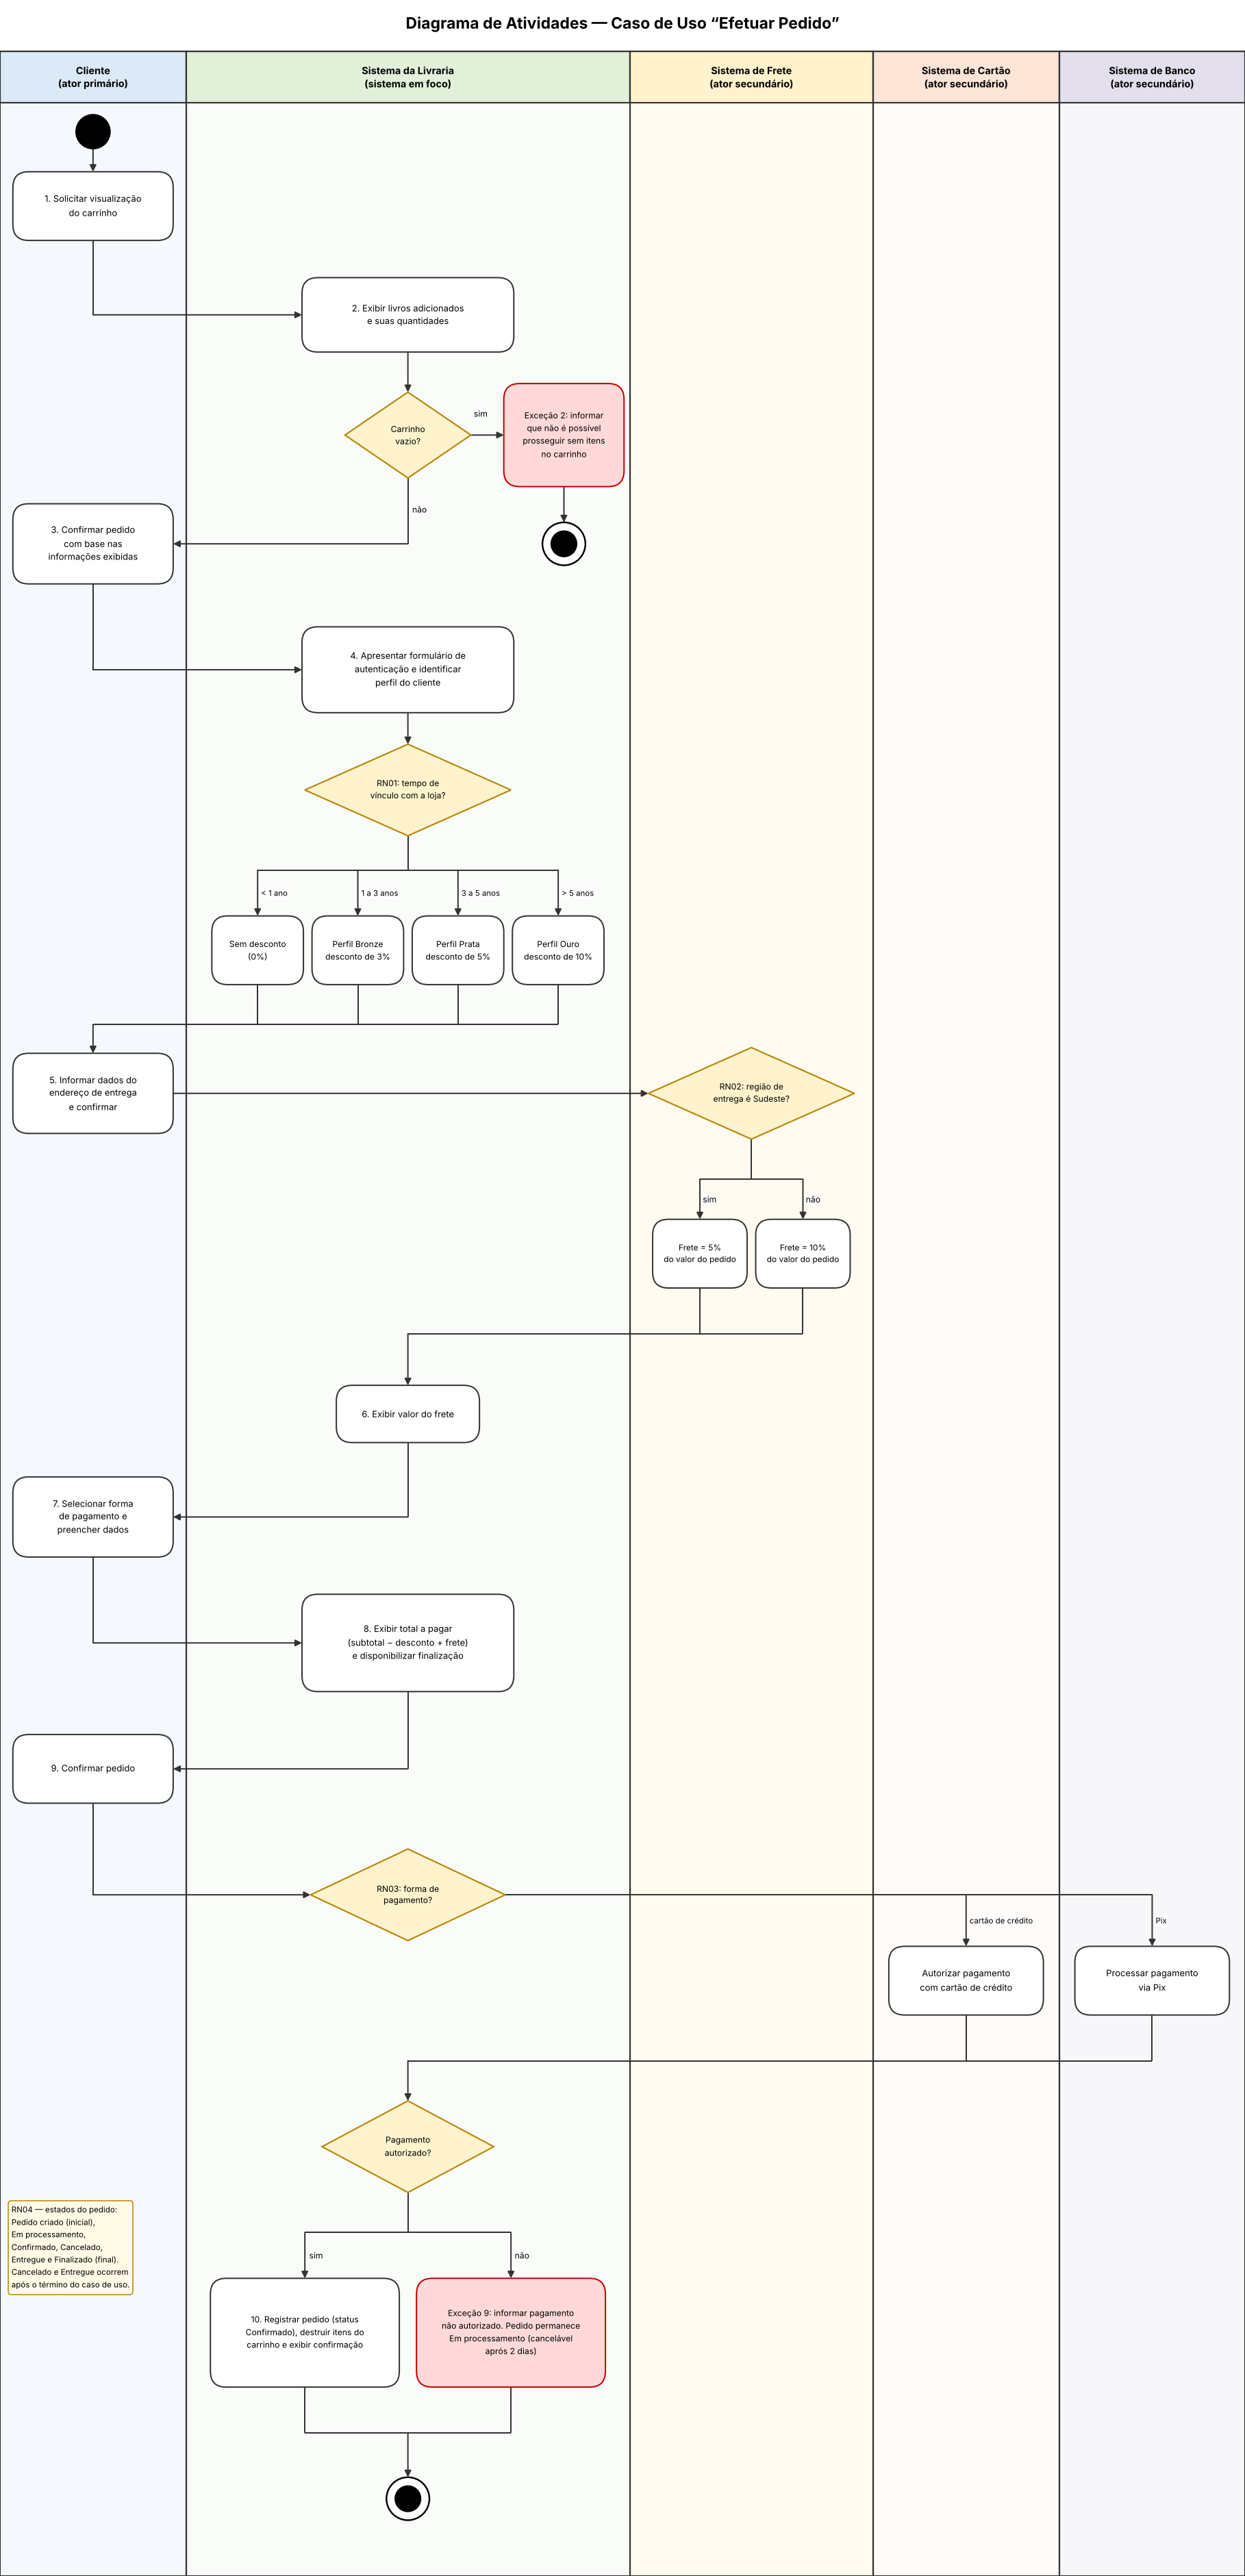 Diagrama de Atividades — Caso de Uso “Efetuar Pedido”
Cliente
(ator primário)
Sistema da Livraria
(sistema em foco)
Sistema de Frete
(ator secundário)
Sistema de Cartão
(ator secundário)
Sistema de Banco
(ator secundário)
1. Solicitar visualização
do carrinho
2. Exibir livros adicionados
e suas quantidades
Carrinho
vazio?
sim
Exceção 2: informar
que não é possível
prosseguir sem itens
no carrinho
não
3. Confirmar pedido
com base nas
informações exibidas
4. Apresentar formulário de
autenticação e identificar
perfil do cliente
RN01: tempo de
vínculo com a loja?
< 1 ano
1 a 3 anos
3 a 5 anos
> 5 anos
Sem desconto
(0%)
Perfil Bronze
desconto de 3%
Perfil Prata
desconto de 5%
Perfil Ouro
desconto de 10%
5. Informar dados do
endereço de entrega
e confirmar
RN02: região de
entrega é Sudeste?
sim
não
Frete = 5%
do valor do pedido
Frete = 10%
do valor do pedido
6. Exibir valor do frete
7. Selecionar forma
de pagamento e
preencher dados
8. Exibir total a pagar
(subtotal − desconto + frete)
e disponibilizar finalização
9. Confirmar pedido
RN03: forma de
pagamento?
cartão de crédito
Pix
Autorizar pagamento
com cartão de crédito
Processar pagamento
via Pix
Pagamento
autorizado?
RN04 — estados do pedido:
Pedido criado (inicial),
Em processamento,
Confirmado, Cancelado,
Entregue e Finalizado (final).
Cancelado e Entregue ocorrem
após o término do caso de uso.
sim
não
10. Registrar pedido (status
Confirmado), destruir itens do
carrinho e exibir confirmação
Exceção 9: informar pagamento
não autorizado. Pedido permanece
Em processamento (cancelável
após 2 dias)